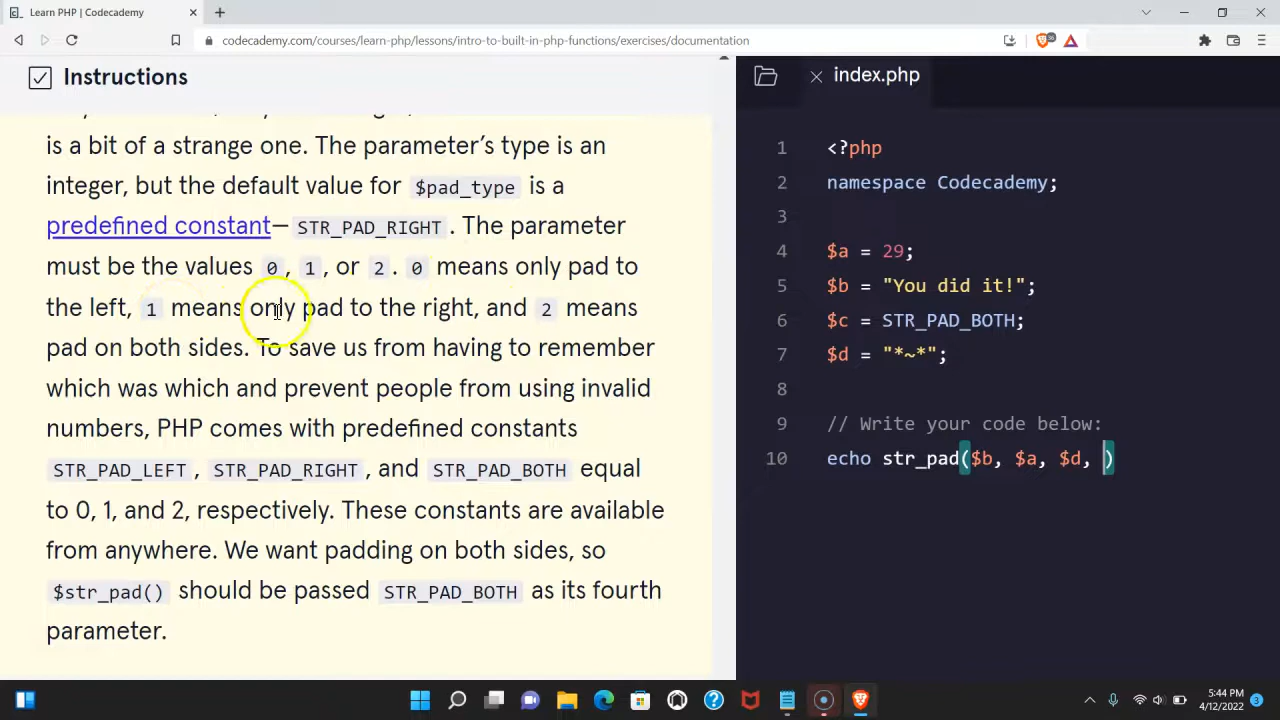 Learn PHP | Codecademy
codecademy.com/courses/learn-php/lessons/intro-to-built-in-php-functions/exercises/documentation
Instructions
is a bit of a strange one. The parameter's type is an
integer, but the default value for $pad_type is a
predefined constant—STR_PAD_RIGHT. The parameter
must be the values 0, 1, or 2. 0 means only pad to
the left, 1 means only pad to the right, and 2 means
pad on both sides. To save us from having to remember
which was which and prevent people from using invalid
numbers, PHP comes with predefined constants
STR_PAD_LEFT, STR_PAD_RIGHT, and STR_PAD_BOTH equal
to 0, 1, and 2, respectively. These constants are available
from anywhere. We want padding on both sides, so
$str_pad() should be passed STR_PAD_BOTH as its fourth
parameter.
index.php
1 <?php
2 namespace Codecademy;
3
4 $a = 29;
5 $b = "You did it!";
6 $c = STR_PAD_BOTH;
7 $d = "*~*";
8
9 // Write your code below:
10 echo str_pad($b, $a, $d, )
5:44 PM
4/12/2022